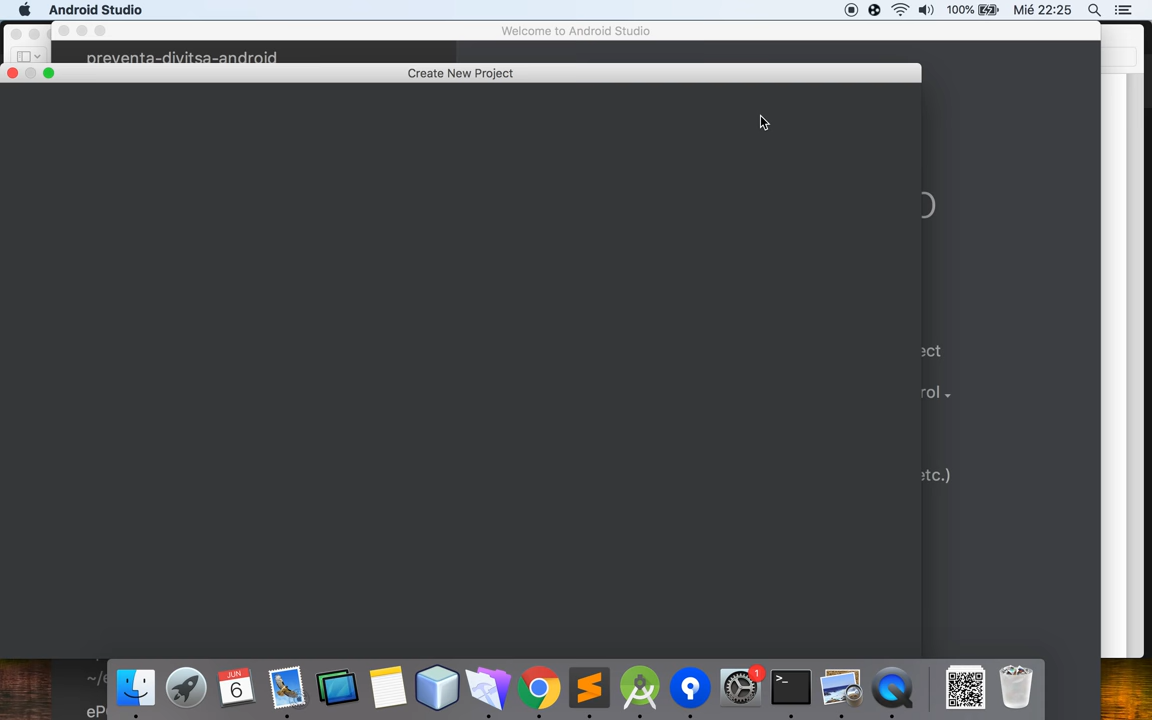 Android Studio
100%
Mié 22:25
Welcome to Android Studio
preventa-divitsa-android
Create New Project
ect
rol
etc.)
JUN
6
1
>_
~/e